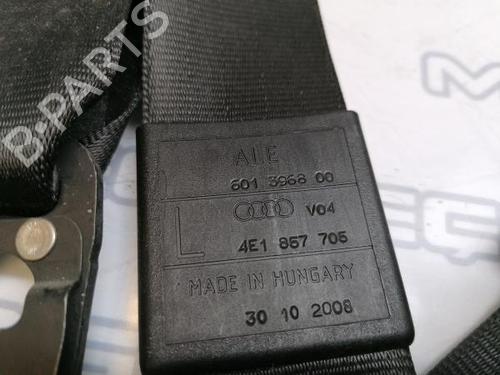 B-PARTS
ALE
601 3968 00
L
V04
4E1 857 705
MADE IN HUNGARY
30 10 2008